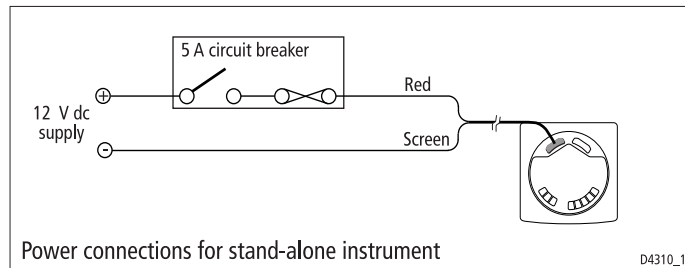 5 A circuit breaker
Red
12 V dc
supply
Screen
Power connections for stand-alone instrument
D4310_1